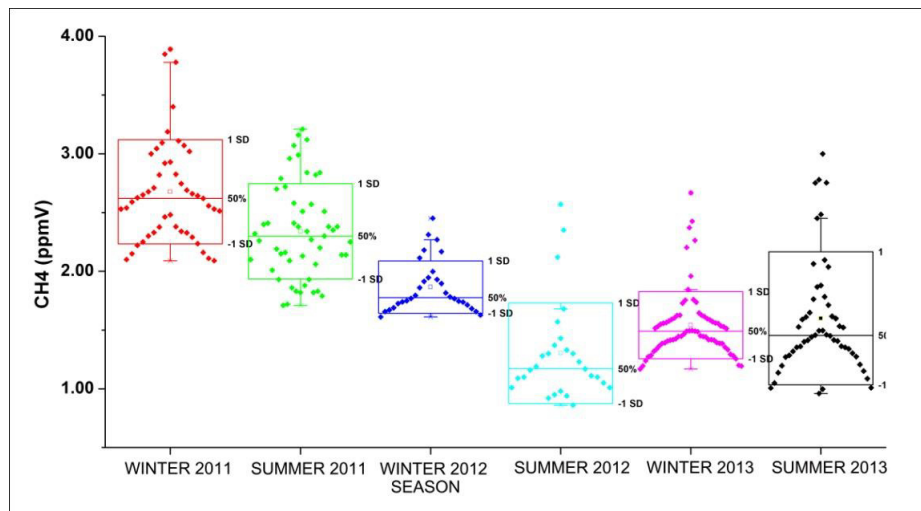 4.00
3.00
2.00
1.00
CH4 (ppmV)
1 SD
50%
-1 SD
1 SD
50%
-1 SD
1 SD
50%
-1 SD
1 SD
50%
-1 SD
1 SD
50%
-1 SD
1
50
-1
WINTER 2011
SUMMER 2011
WINTER 2012
SUMMER 2012
WINTER 2013
SUMMER 2013
SEASON